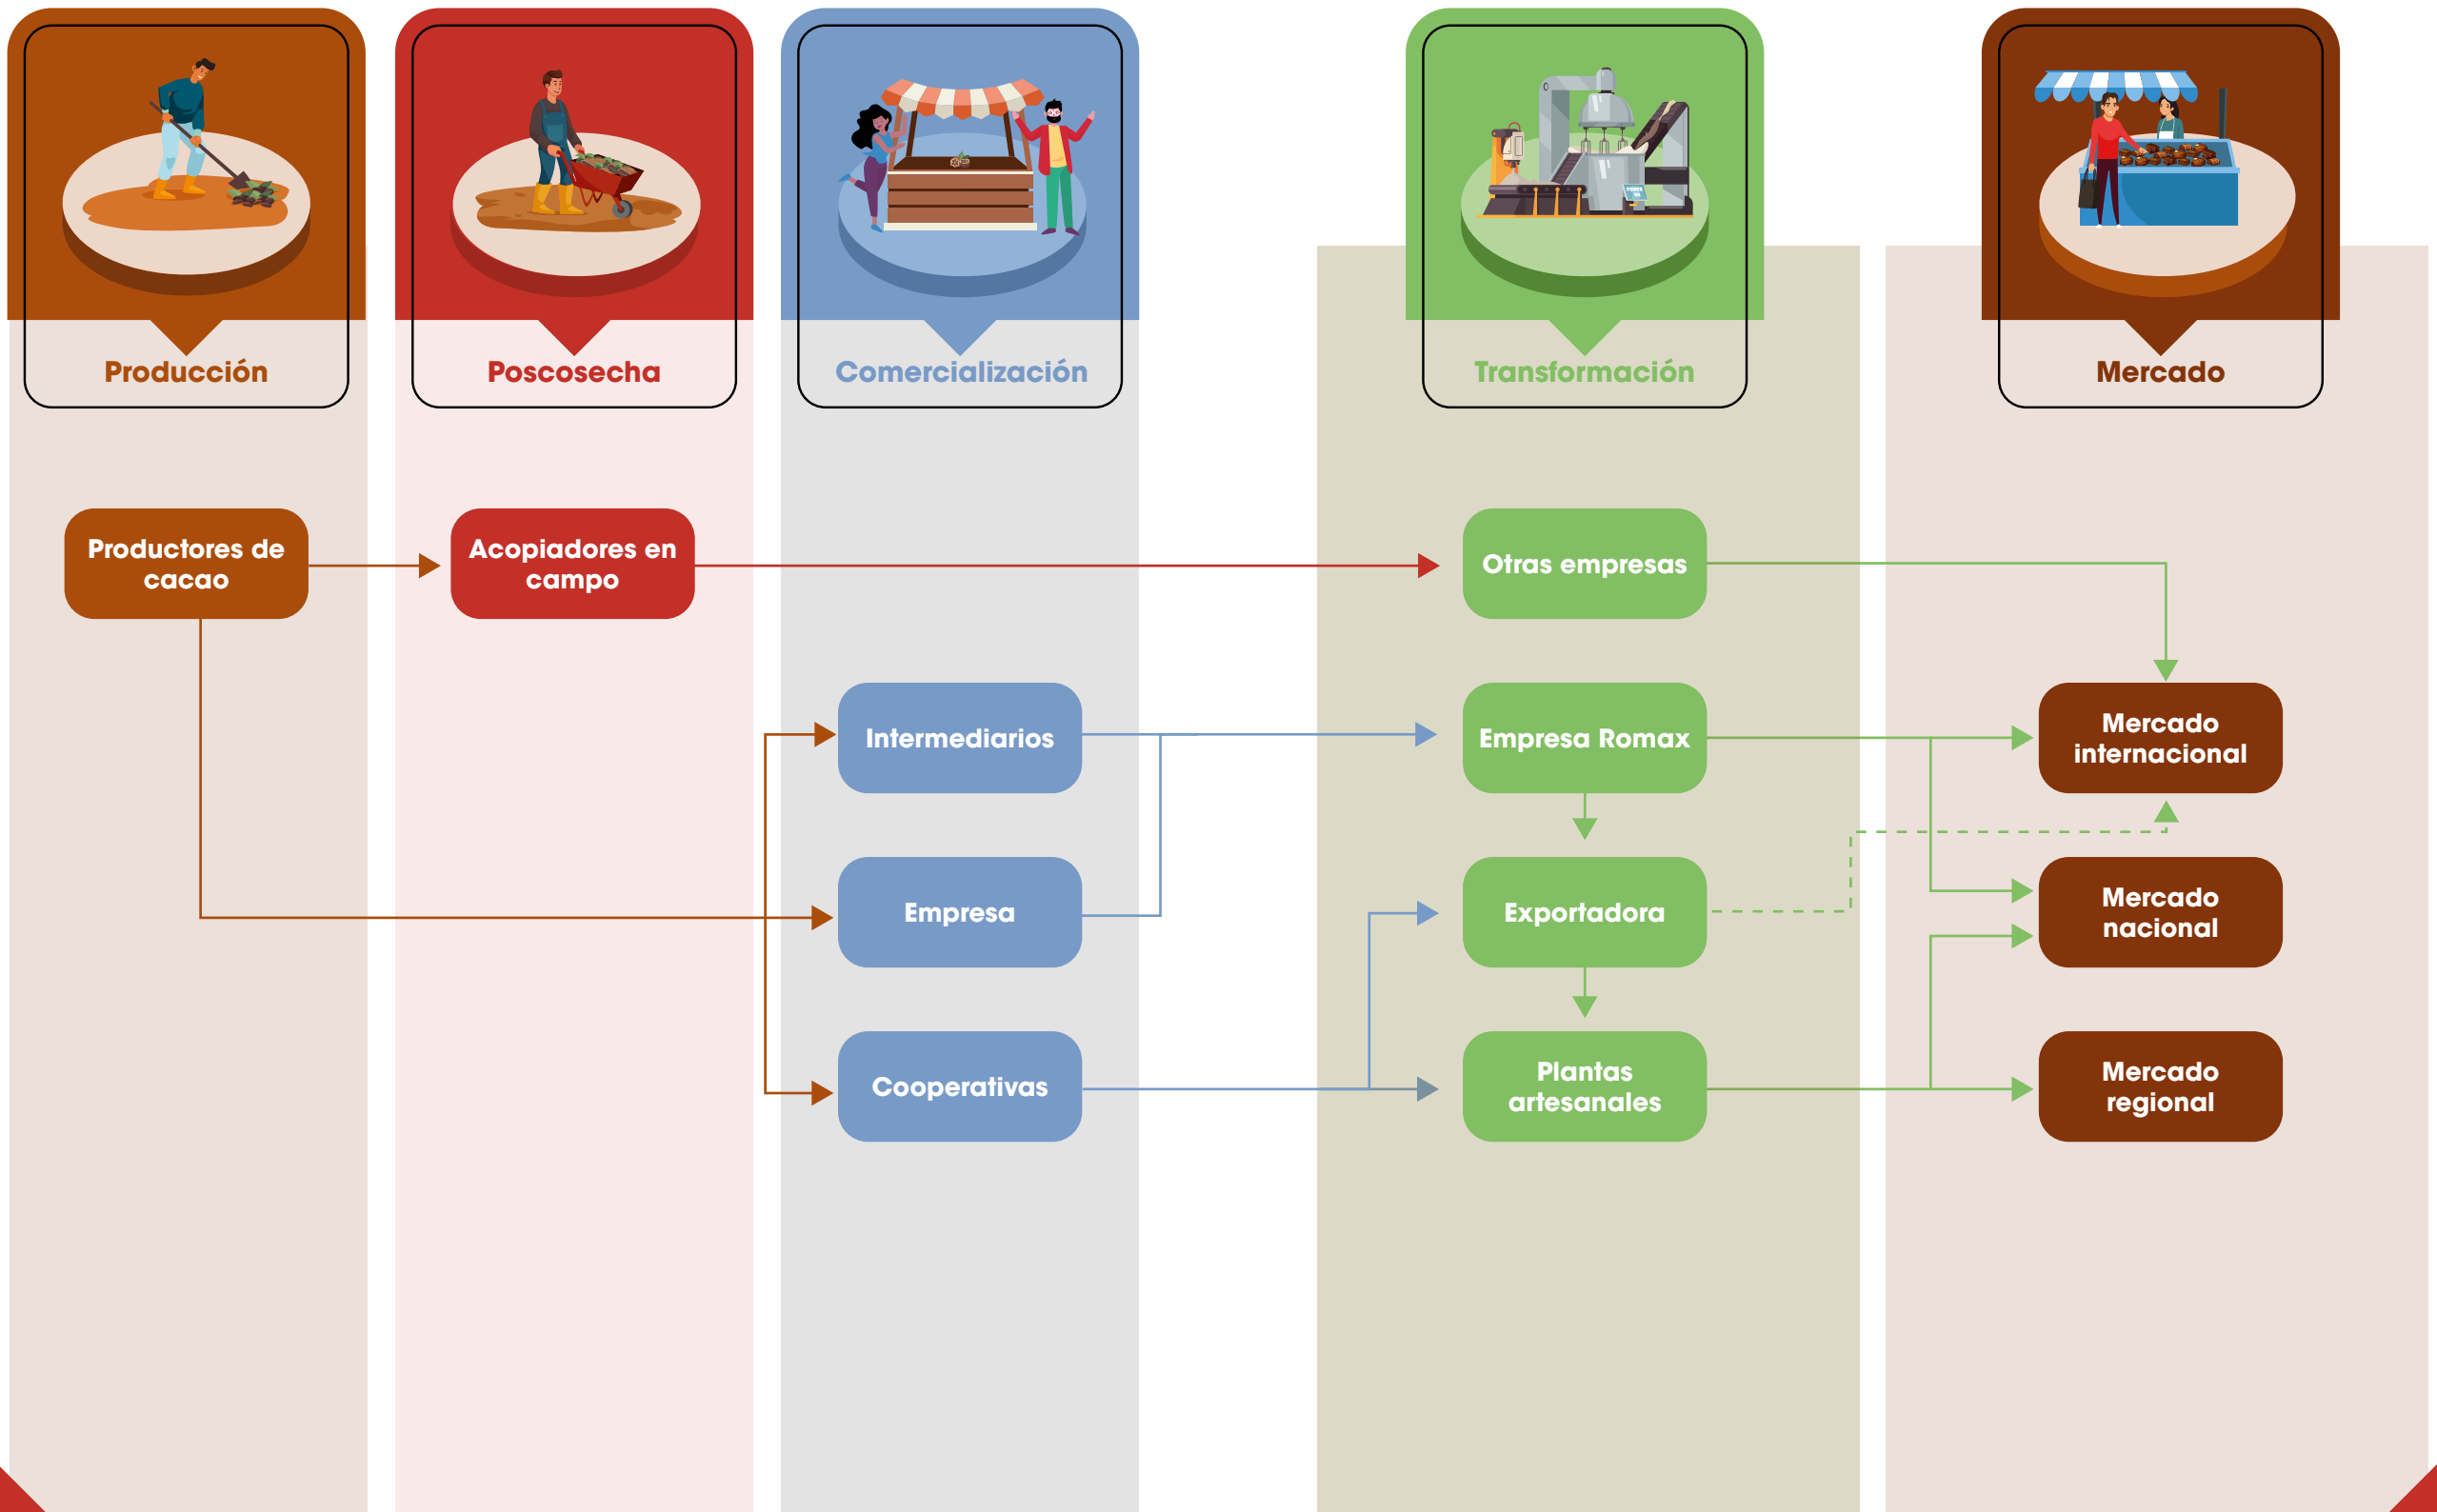 Producción
Poscosecha
Comercialización
Transformación
Mercado
Productores de
cacao
Acopiadores en
campo
Otras empresas
Intermediarios
Empresa Romax
Mercado
internacional
Empresa
Exportadora
Mercado
nacional
Cooperativas
Plantas
artesanales
Mercado
regional